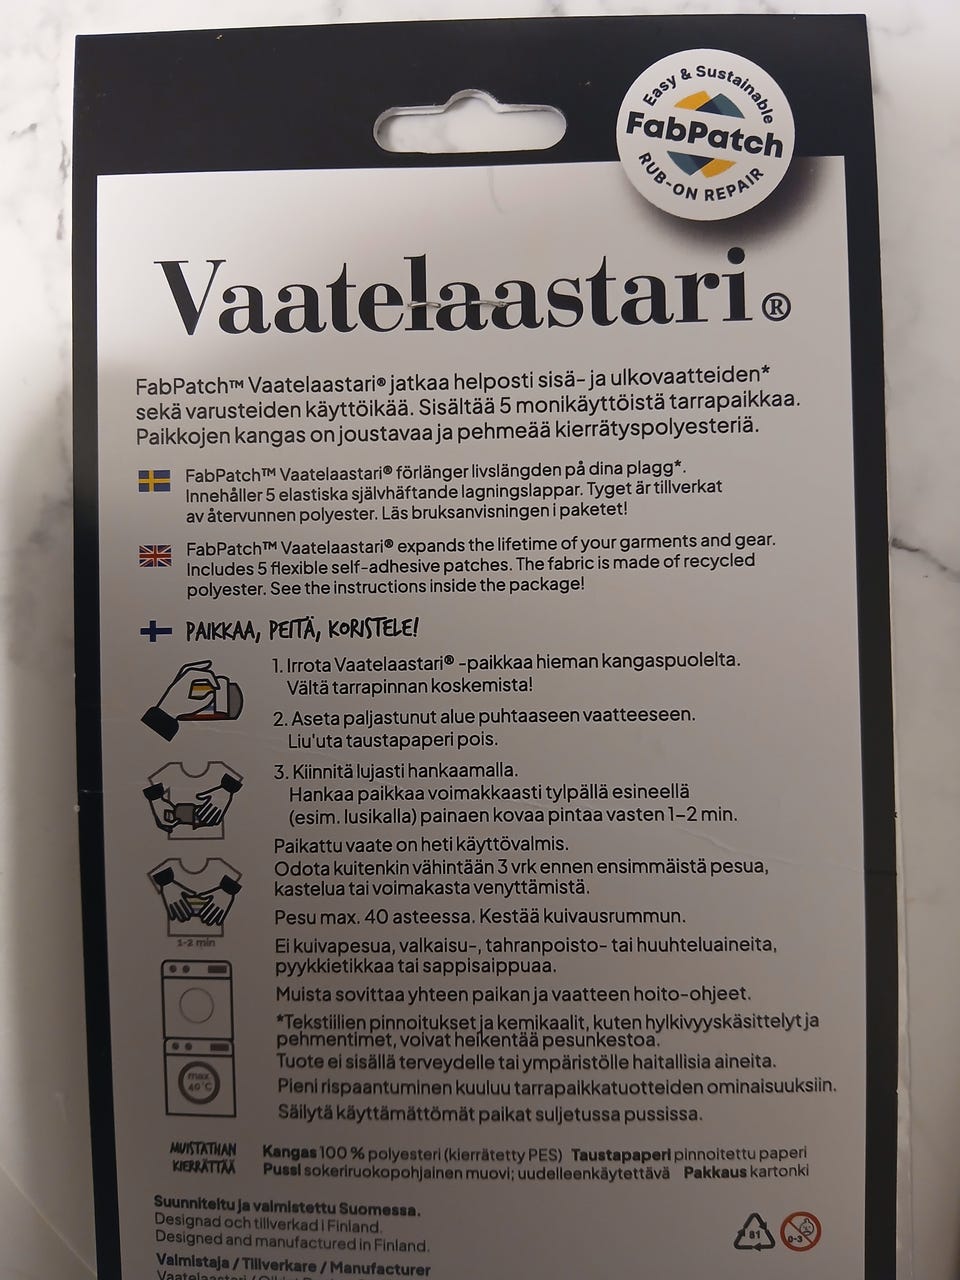 Easy & Sustainable
FabPatch
RUB-ON REPAIR
Vaatelaastari®
FabPatch™ Vaatelaastari® jatkaa helposti sisä- ja ulkovaatteiden*
sekä varusteiden käyttöikää. Sisältää 5 monikäyttöistä tarrapaikkaa.
Paikkojen kangas on joustavaa ja pehmeää kierrätyspolyesteriä.
FabPatch™ Vaatelaastari® förlänger livslängden på dina plagg*.
Innehåller 5 elastiska självhäftande lagningslappar. Tyget är tillverkat
av återvunnen polyester. Läs bruksanvisningen i paketet!
FabPatch™ Vaatelaastari® expands the lifetime of your garments and gear.
Includes 5 flexible self-adhesive patches. The fabric is made of recycled
polyester. See the instructions inside the package!
PAIKKAA, PEITÄ, KORISTELE!
1. Irrota Vaatelaastari® -paikkaa hieman kangaspuolelta.
Vältä tarrapinnan koskemista!
2. Aseta paljastunut alue puhtaaseen vaatteeseen.
Liu'uta taustapaperi pois.
3. Kiinnitä lujasti hankaamalla.
Hankaa paikkaa voimakkaasti tylpällä esineellä
(esim. lusikalla) painaen kovaa pintaa vasten 1–2 min.
Paikattu vaate on heti käyttövalmis.
Odota kuitenkin vähintään 3 vrk ennen ensimmäistä pesua,
kastelua tai voimakasta venyttämistä.
1-2 min
Pesu max. 40 asteessa. Kestää kuivausrummun.
Ei kuivapesua, valkaisu-, tahranpoisto- tai huuhteluaineita,
pyykkietikkaa tai sappisaippuaa.
Muista sovittaa yhteen paikan ja vaatteen hoito-ohjeet.
*Tekstiilien pinnoitukset ja kemikaalit, kuten hylkivyyskäsittelyt ja
pehmentimet, voivat heikentää pesunkestoa.
Tuote ei sisällä terveydelle tai ympäristölle haitallisia aineita.
max
40°C
Pieni rispaantuminen kuuluu tarrapaikkatuotteiden ominaisuuksiin.
Säilytä käyttämättömät paikat suljetussa pussissa.
MUISTATHAN
KIERRÄTTÄÄ
Kangas 100 % polyesteri (kierrätetty PES) Taustapaperi pinnoitettu paperi
Pussi sokeriruokopohjainen muovi; uudelleenkäytettävä Pakkaus kartonki
Suunniteltu ja valmistettu Suomessa.
Designad och tillverkad i Finland.
Designed and manufactured in Finland.
81
0-3
Valmistaja / Tillverkare / Manufacturer
Vaatelaastari